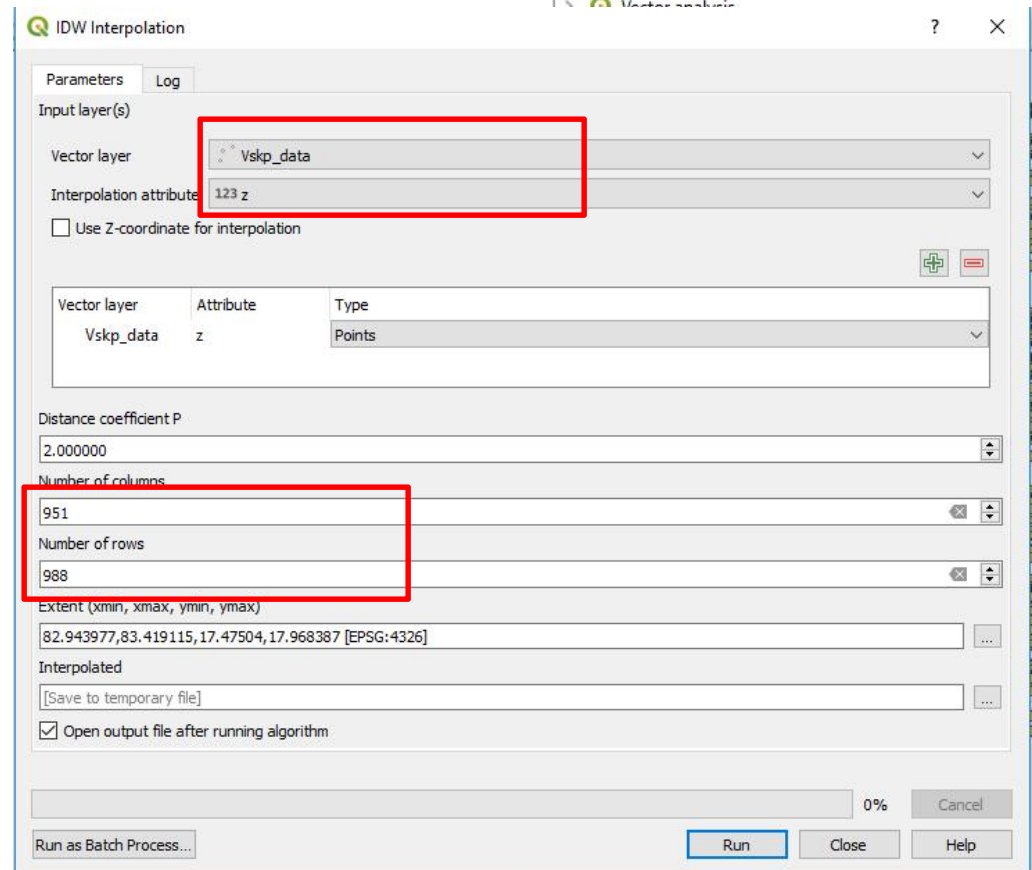 Vector analysis
IDW Interpolation ?
Parameters Log
Input layer(s)
Vector layer Vskp_data
Interpolation attribute 123 z
Use Z-coordinate for interpolation
Vector layer Attribute Type
Vskp_data z Points
Distance coefficient P
2.000000
Number of columns
951
Number of rows
988
Extent (xmin, xmax, ymin, ymax)
82.943977,83.419115,17.47504,17.968387 [EPSG:4326]
...
Interpolated
[Save to temporary file]
...
Open output file after running algorithm
0% Cancel
Run as Batch Process... Run Close Help